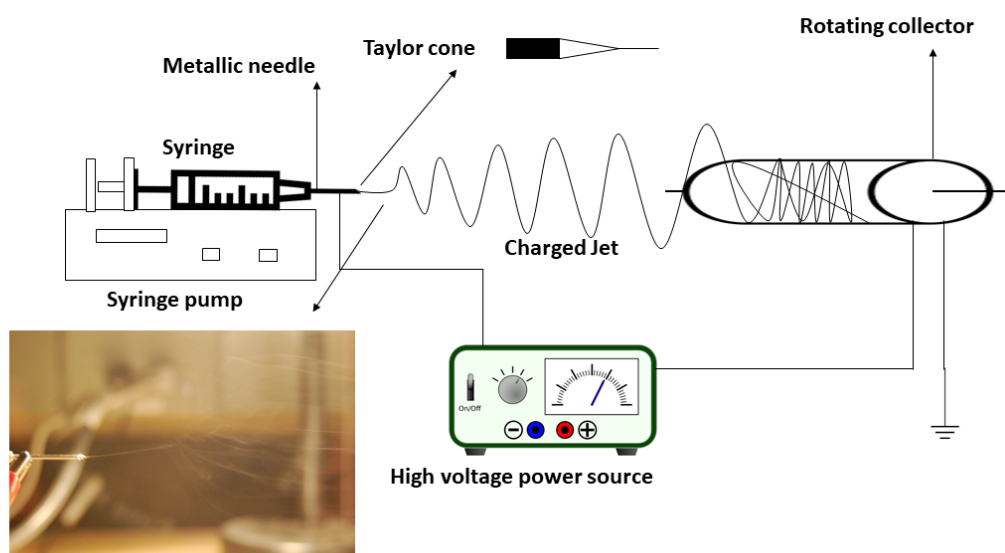 Rotating collector
Taylor cone
Metallic needle
Syringe
Charged Jet
Syringe pump
On/Off
High voltage power source